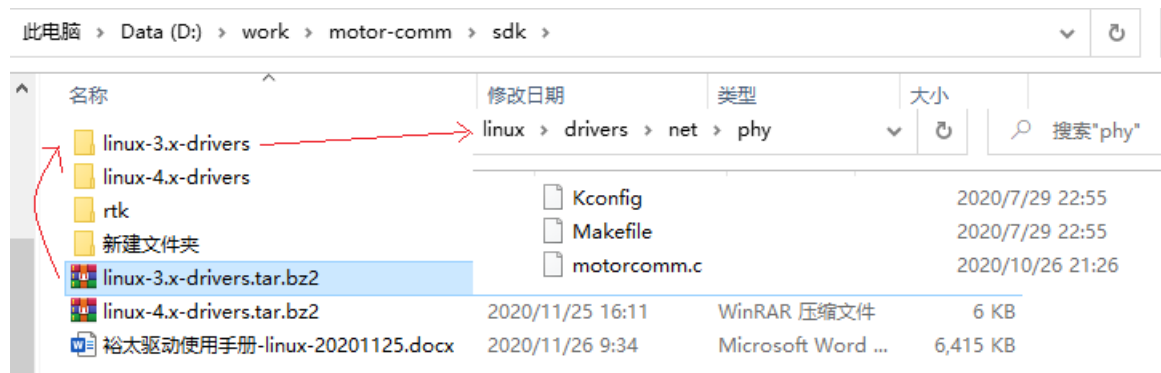 此电脑 > Data (D:) > work > motor-comm > sdk >
名称 修改日期 类型 大小
linux > drivers > net > phy 搜索"phy"
linux-3.x-drivers
linux-4.x-drivers
Kconfig 2020/7/29 22:55
rtk
Makefile 2020/7/29 22:55
新建文件夹
motorcomm.c 2020/10/26 21:26
linux-3.x-drivers.tar.bz2
linux-4.x-drivers.tar.bz2 2020/11/25 16:11 WinRAR 压缩文件 6 KB
裕太驱动使用手册-linux-20201125.docx 2020/11/26 9:34 Microsoft Word ... 6,415 KB